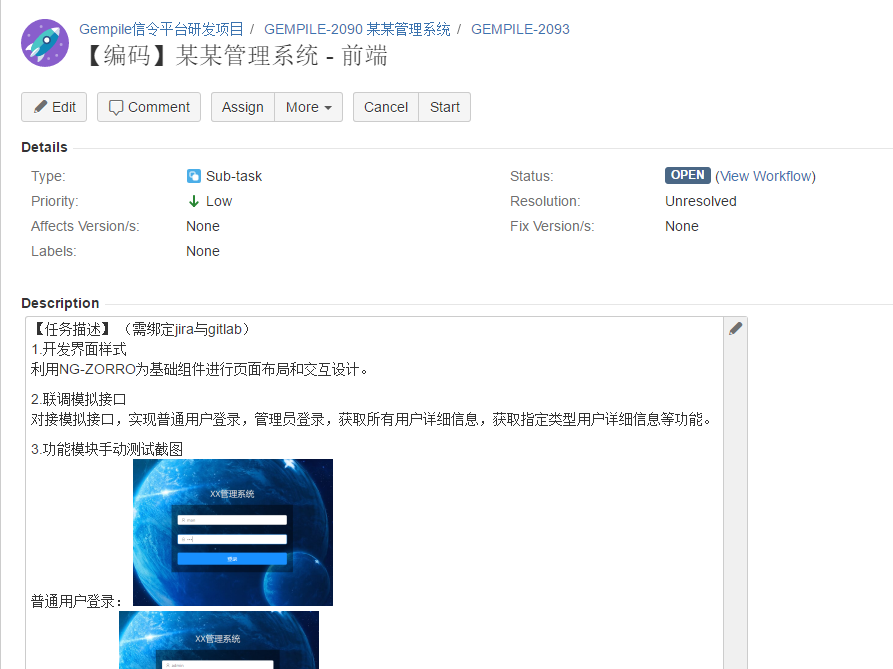 Gempile信令平台研发项目 / GEMPILE-2090 某某管理系统 / GEMPILE-2093
【编码】某某管理系统 - 前端
Edit Comment Assign More Cancel Start
Details
Type: Sub-task Status: OPEN (View Workflow)
Priority: Low Resolution: Unresolved
Affects Version/s: None Fix Version/s: None
Labels: None
Description
【任务描述】（需绑定jira与gitlab）
1.开发界面样式
利用NG-ZORRO为基础组件进行页面布局和交互设计。
2.联调模拟接口
对接模拟接口，实现普通用户登录，管理员登录，获取所有用户详细信息，获取指定类型用户详细信息等功能。
3.功能模块手动测试截图
XX管理系统
普通用户登录：
XX管理系统